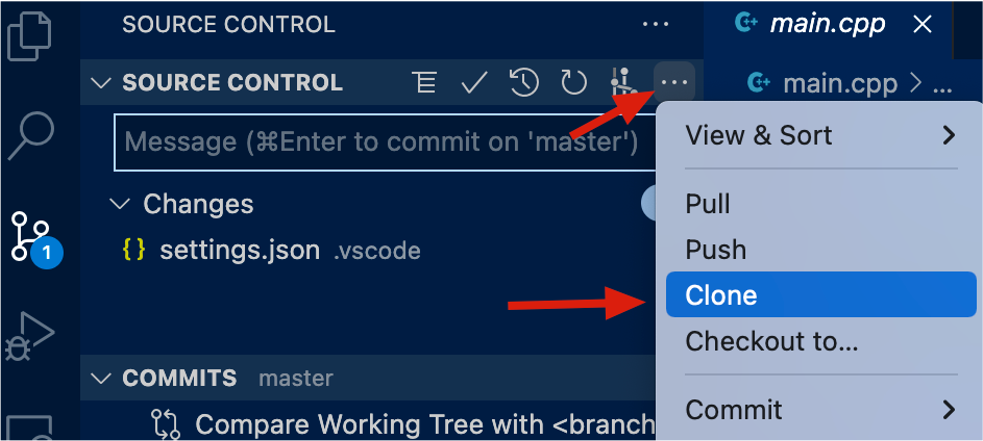 SOURCE CONTROL ...
main.cpp
SOURCE CONTROL ...
main.cpp > ...
Message (⌘Enter to commit on 'master')
View & Sort
Changes
Pull
{} settings.json .vscode
Push
1
Clone
Checkout to...
COMMITS master
Commit
Compare Working Tree with <branch